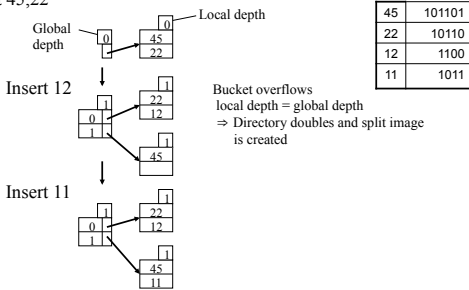 45,22
Global
depth
0
Local depth
0
45
22
45 101101
22 10110
12 1100
11 1011
Insert 12
1
0
1
1
22
12
1
45
Bucket overflows
local depth = global depth
⇒ Directory doubles and split image
is created
Insert 11
1
0
1
1
22
12
1
45
11